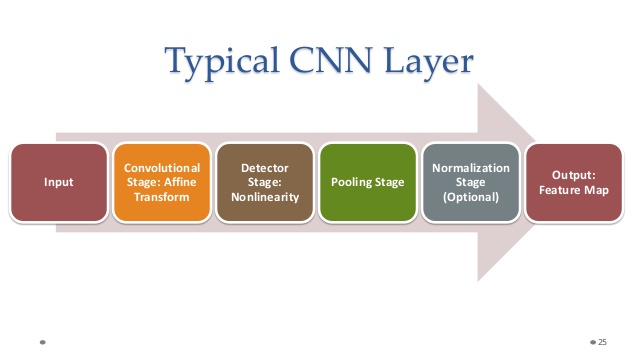 Typical CNN Layer
Input
Convolutional
Stage: Affine
Transform
Detector
Stage:
Nonlinearity
Pooling Stage
Normalization
Stage
(Optional)
Output:
Feature Map
25